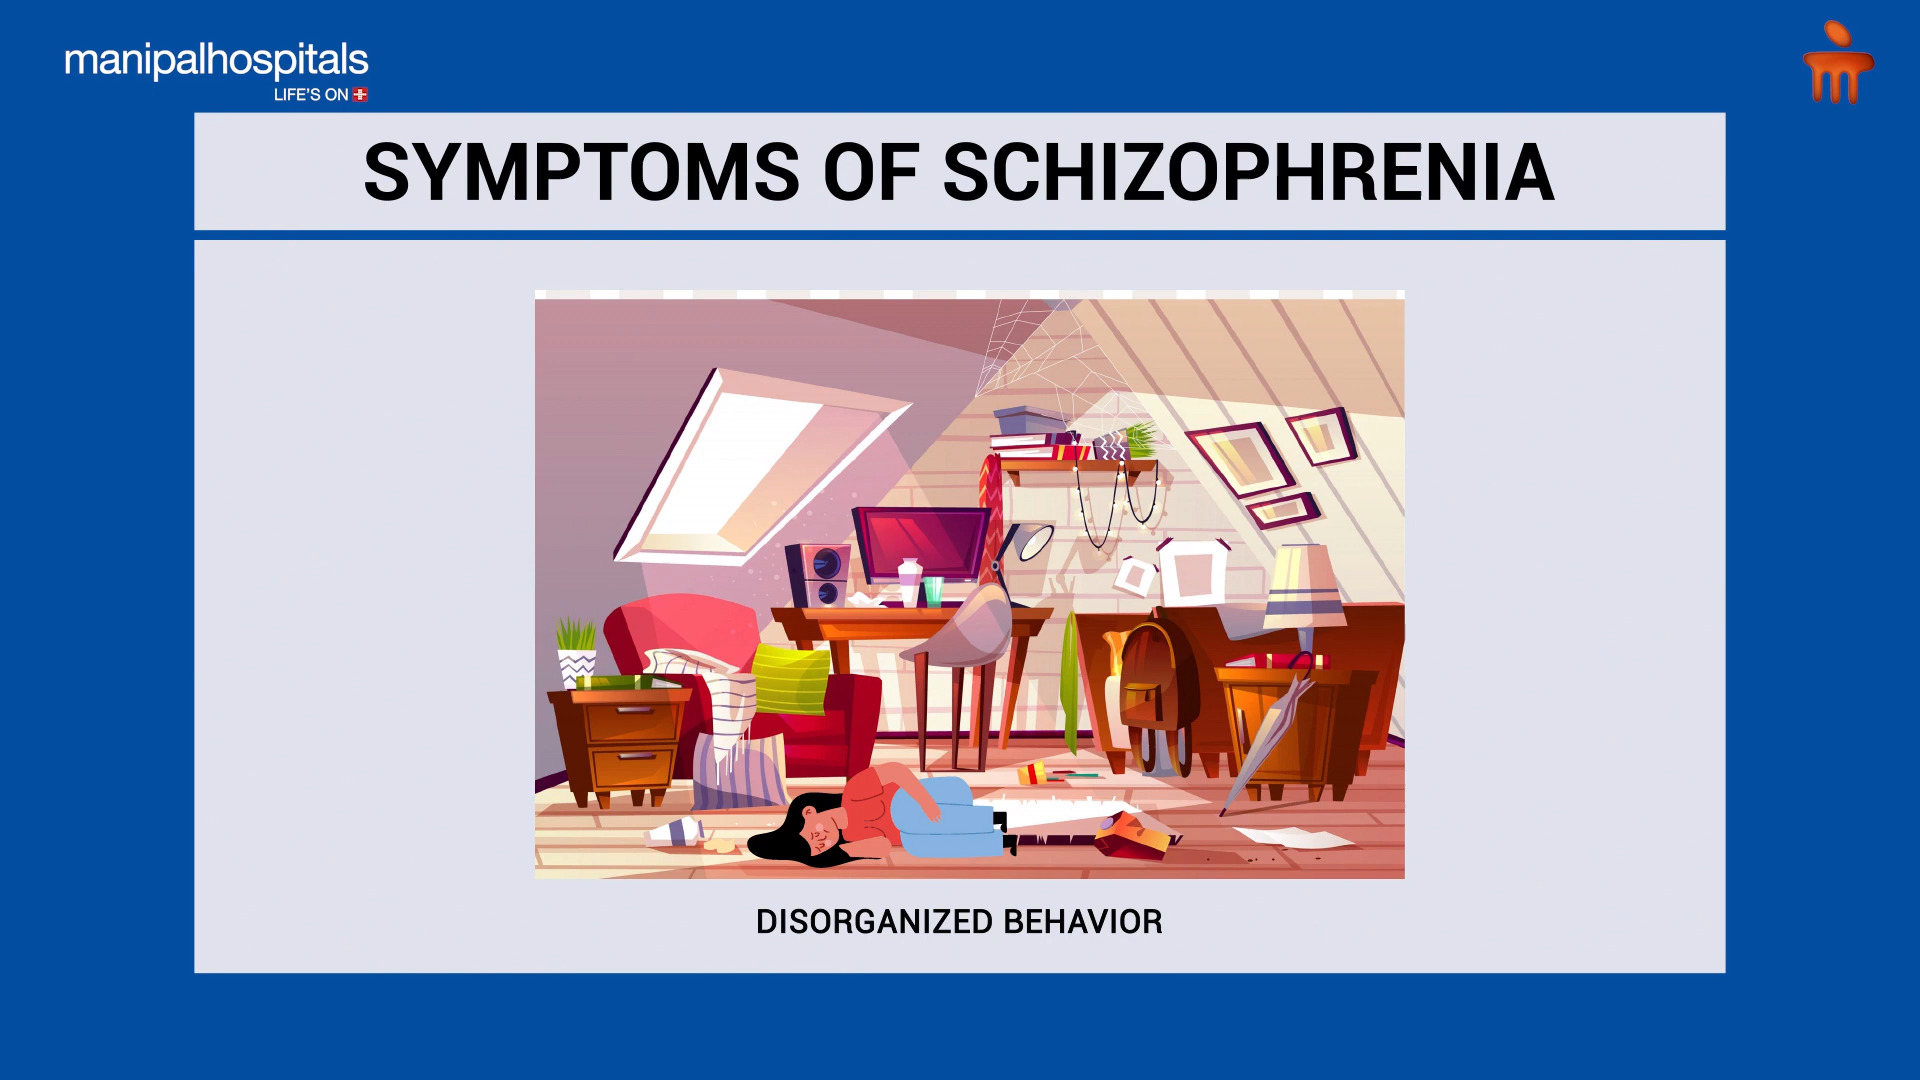 manipalhospitals
LIFE'S ON
SYMPTOMS OF SCHIZOPHRENIA
DISORGANIZED BEHAVIOR